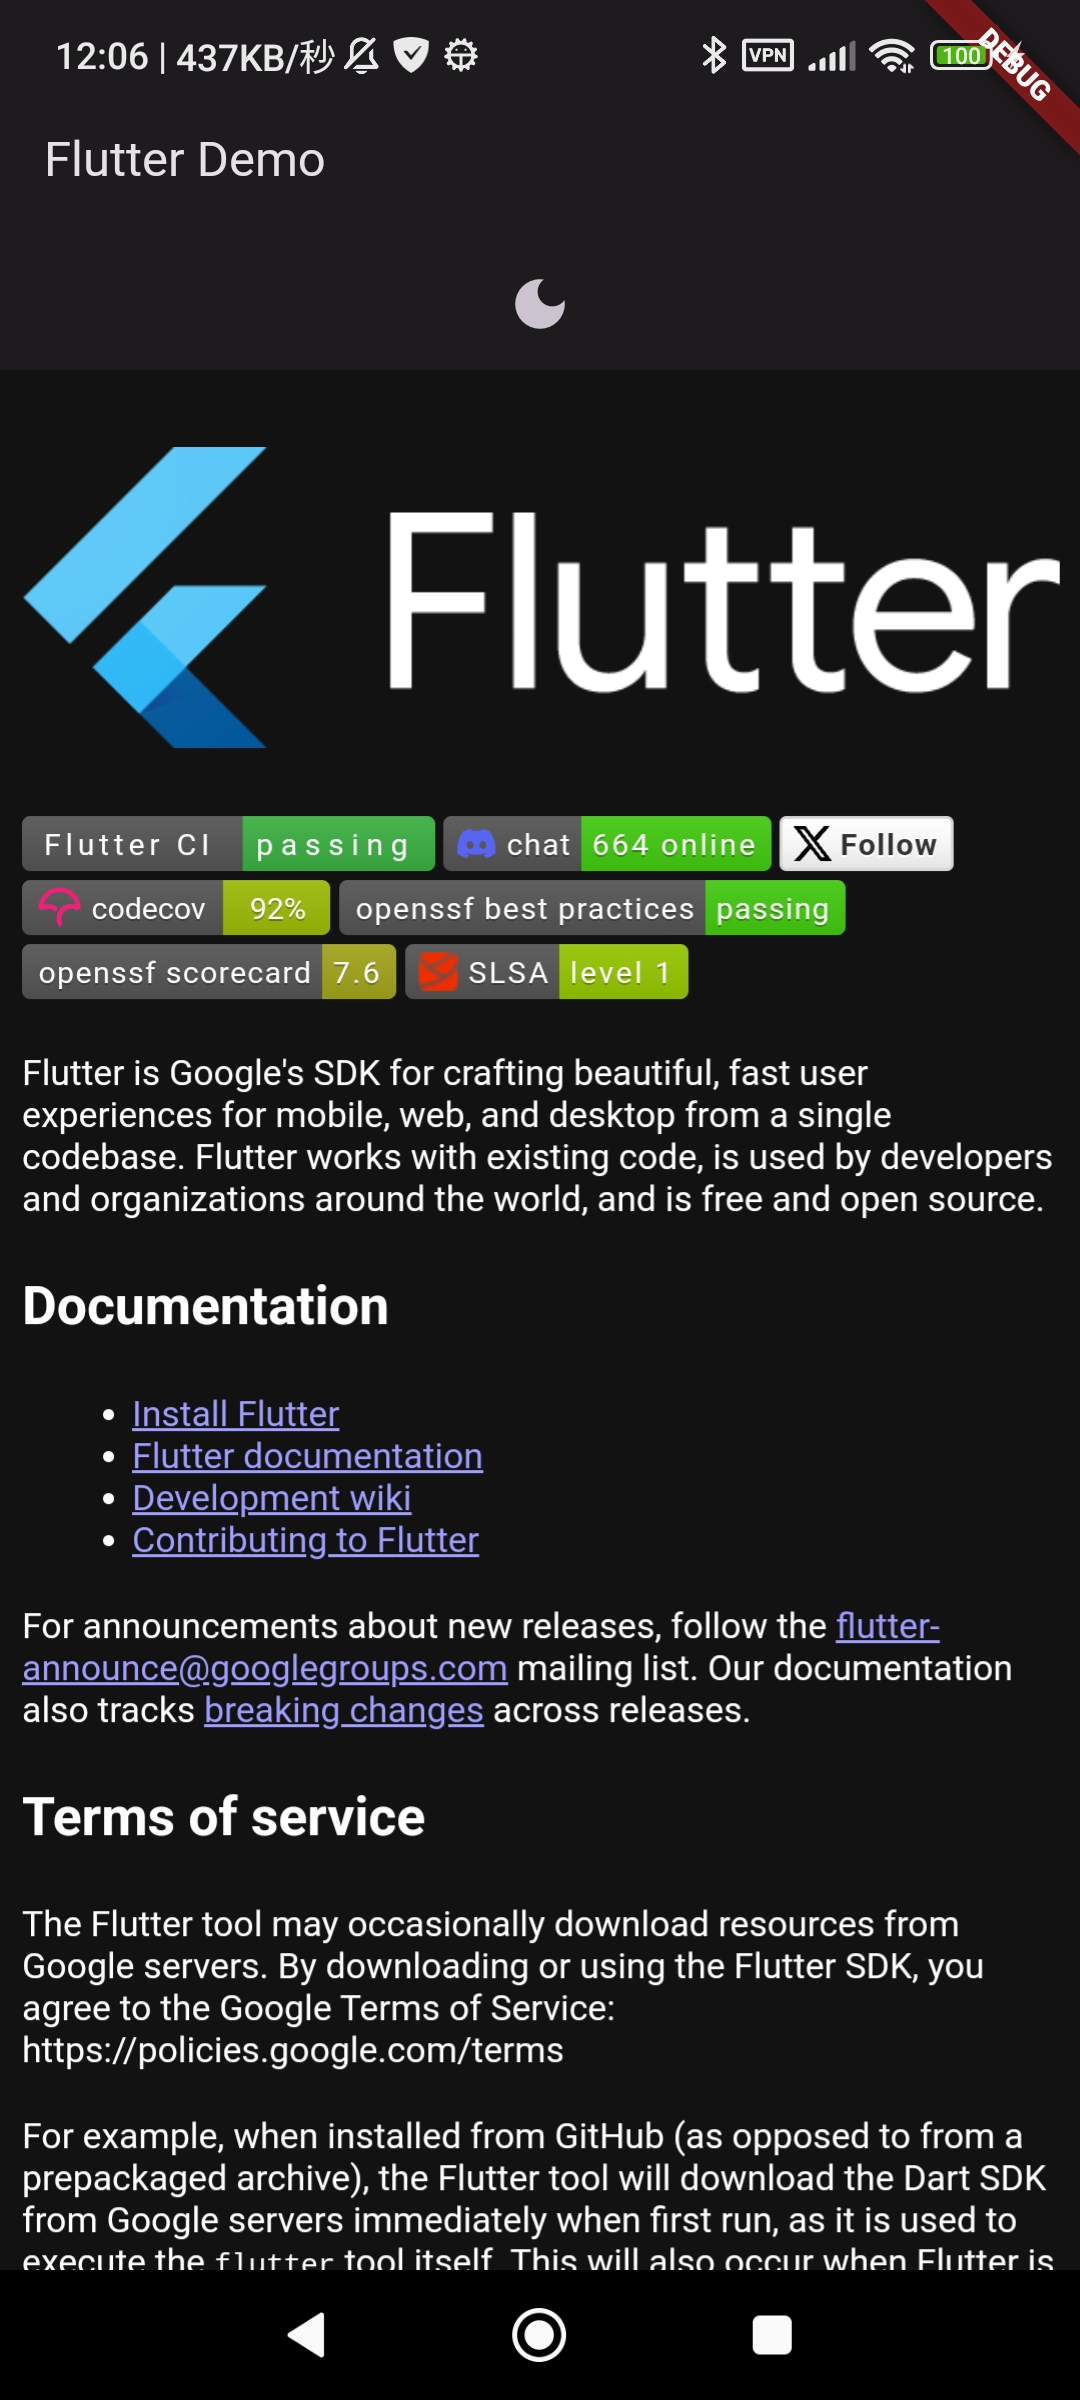 12:06 | 437KB/秒
VPN
100
DEBUG
Flutter Demo
Flutter
Flutter CI passing chat 664 online Follow
codecov 92% openssf best practices passing
openssf scorecard 7.6 SLSA level 1
Flutter is Google's SDK for crafting beautiful, fast user
experiences for mobile, web, and desktop from a single
codebase. Flutter works with existing code, is used by developers
and organizations around the world, and is free and open source.
Documentation
• Install Flutter
• Flutter documentation
• Development wiki
• Contributing to Flutter
For announcements about new releases, follow the flutter-
announce@googlegroups.com mailing list. Our documentation
also tracks breaking changes across releases.
Terms of service
The Flutter tool may occasionally download resources from
Google servers. By downloading or using the Flutter SDK, you
agree to the Google Terms of Service:
https://policies.google.com/terms
For example, when installed from GitHub (as opposed to from a
prepackaged archive), the Flutter tool will download the Dart SDK
from Google servers immediately when first run, as it is used to
execute the flutter tool itself. This will also occur when Flutter is